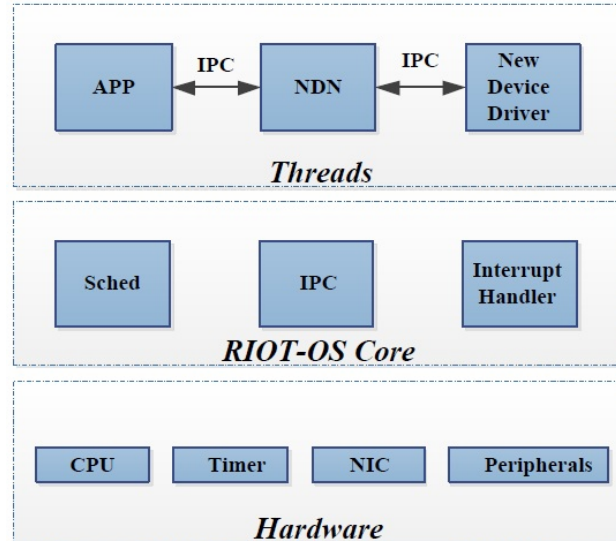 IPC
IPC
APP
NDN
New
Device
Driver
Threads
Sched
IPC
Interrupt
Handler
RIOT-OS Core
CPU
Timer
NIC
Peripherals
Hardware